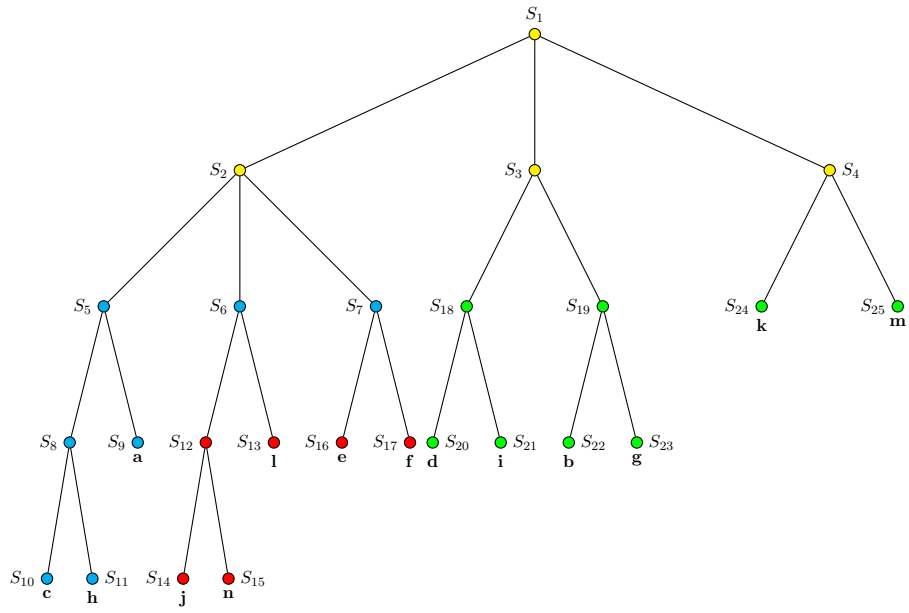 S₁
S₂ S₃ S₄
S₅ S₆ S₇ S₁₈ S₁₉ S₂₄ S₂₅
k m
S₈ S₉ S₁₂ S₁₃ S₁₆ S₁₇ S₂₀ S₂₁ S₂₂ S₂₃
a l e f d i b g
S₁₀ S₁₁ S₁₄ S₁₅
c h j n